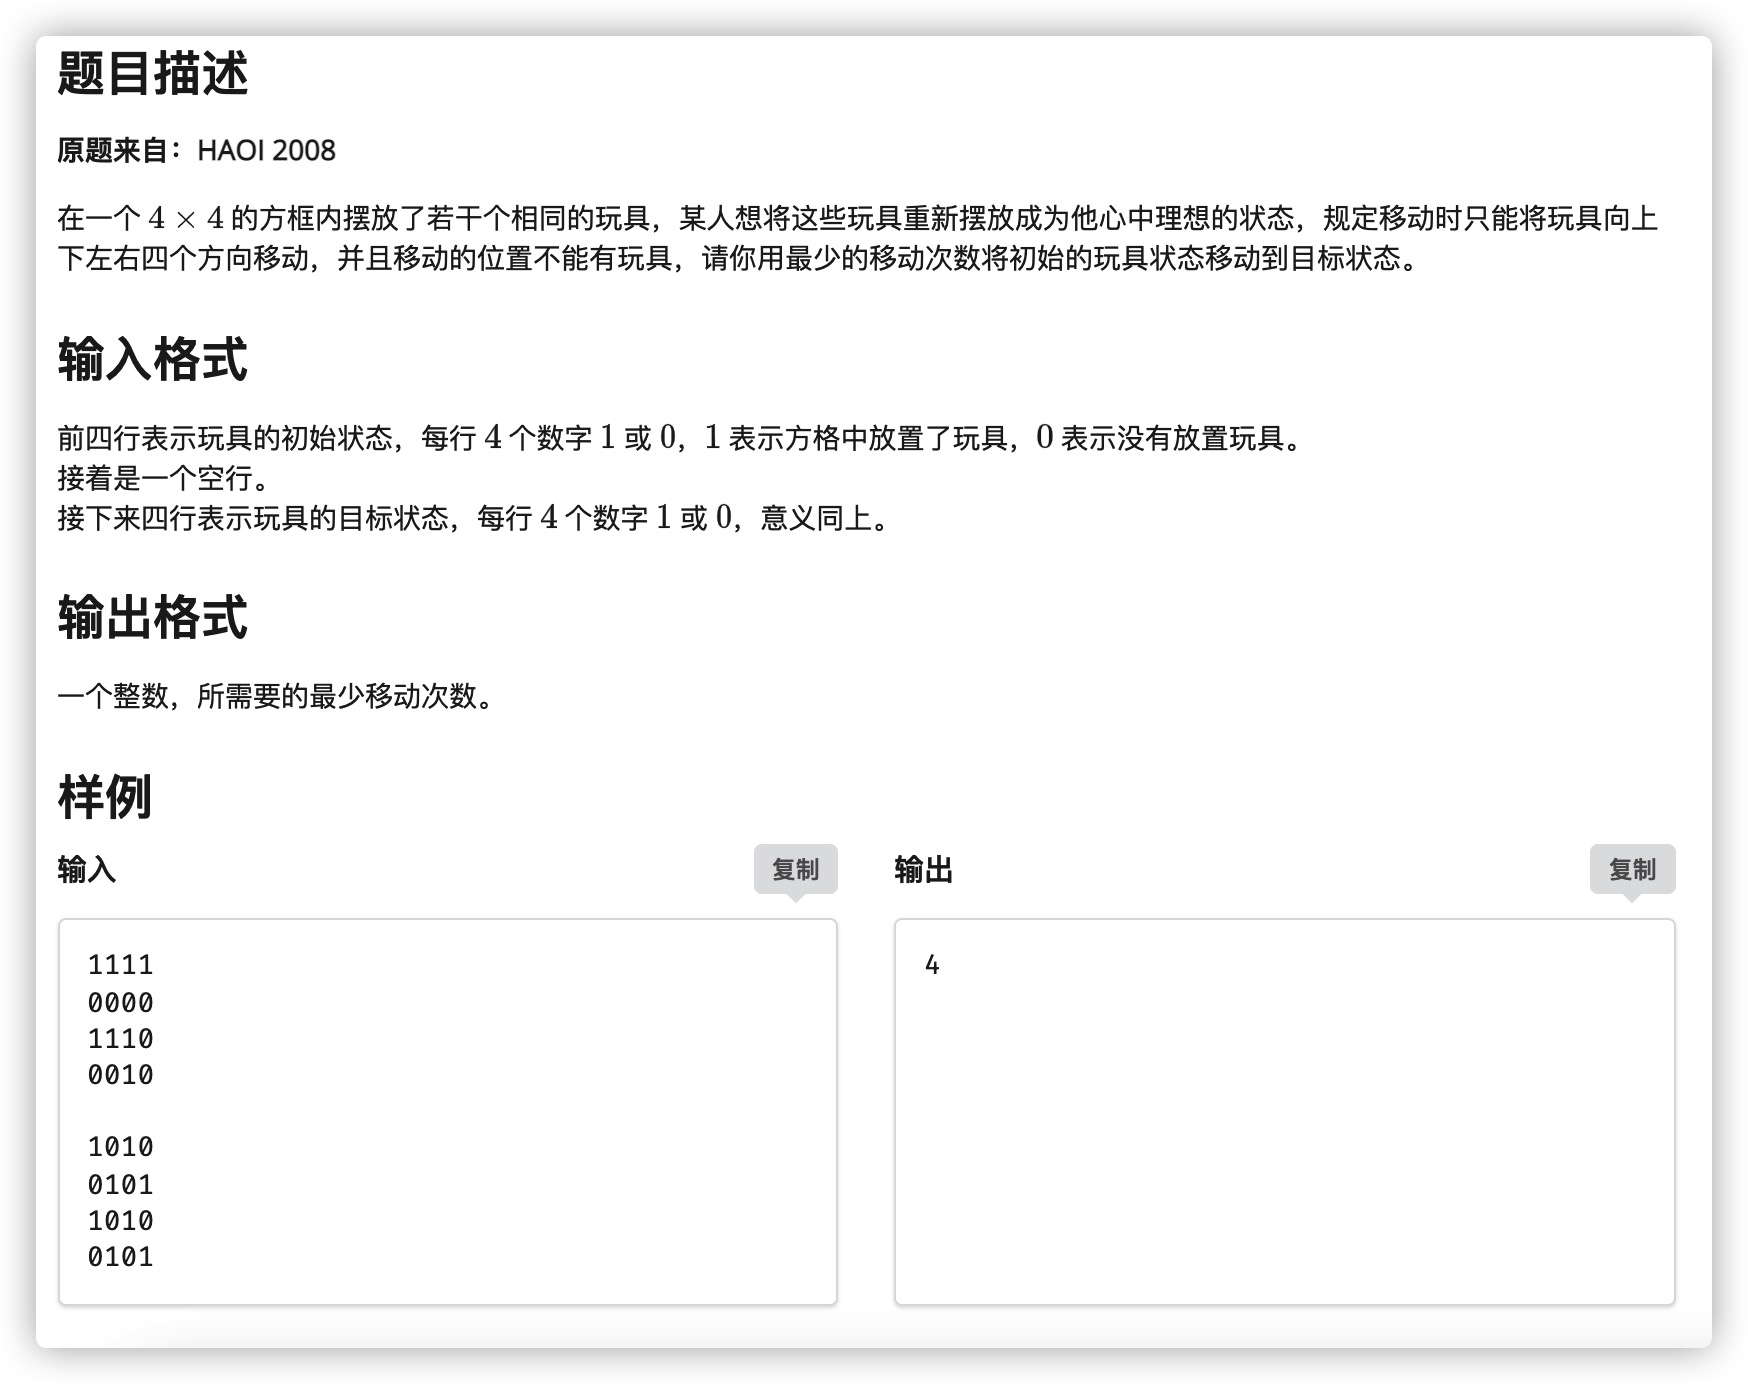 题目描述
原题来自：HAOI 2008
在一个 4 × 4 的方框内摆放了若干个相同的玩具，某人想将这些玩具重新摆放成为他心中理想的状态，规定移动时只能将玩具向上
下左右四个方向移动，并且移动的位置不能有玩具，请你用最少的移动次数将初始的玩具状态移动到目标状态。
输入格式
前四行表示玩具的初始状态，每行 4 个数字 1 或 0，1 表示方格中放置了玩具，0 表示没有放置玩具。
接着是一个空行。
接下来四行表示玩具的目标状态，每行 4 个数字 1 或 0，意义同上。
输出格式
一个整数，所需要的最少移动次数。
样例
输入
复制
1111
0000
1110
0010
1010
0101
1010
0101
输出
复制
4